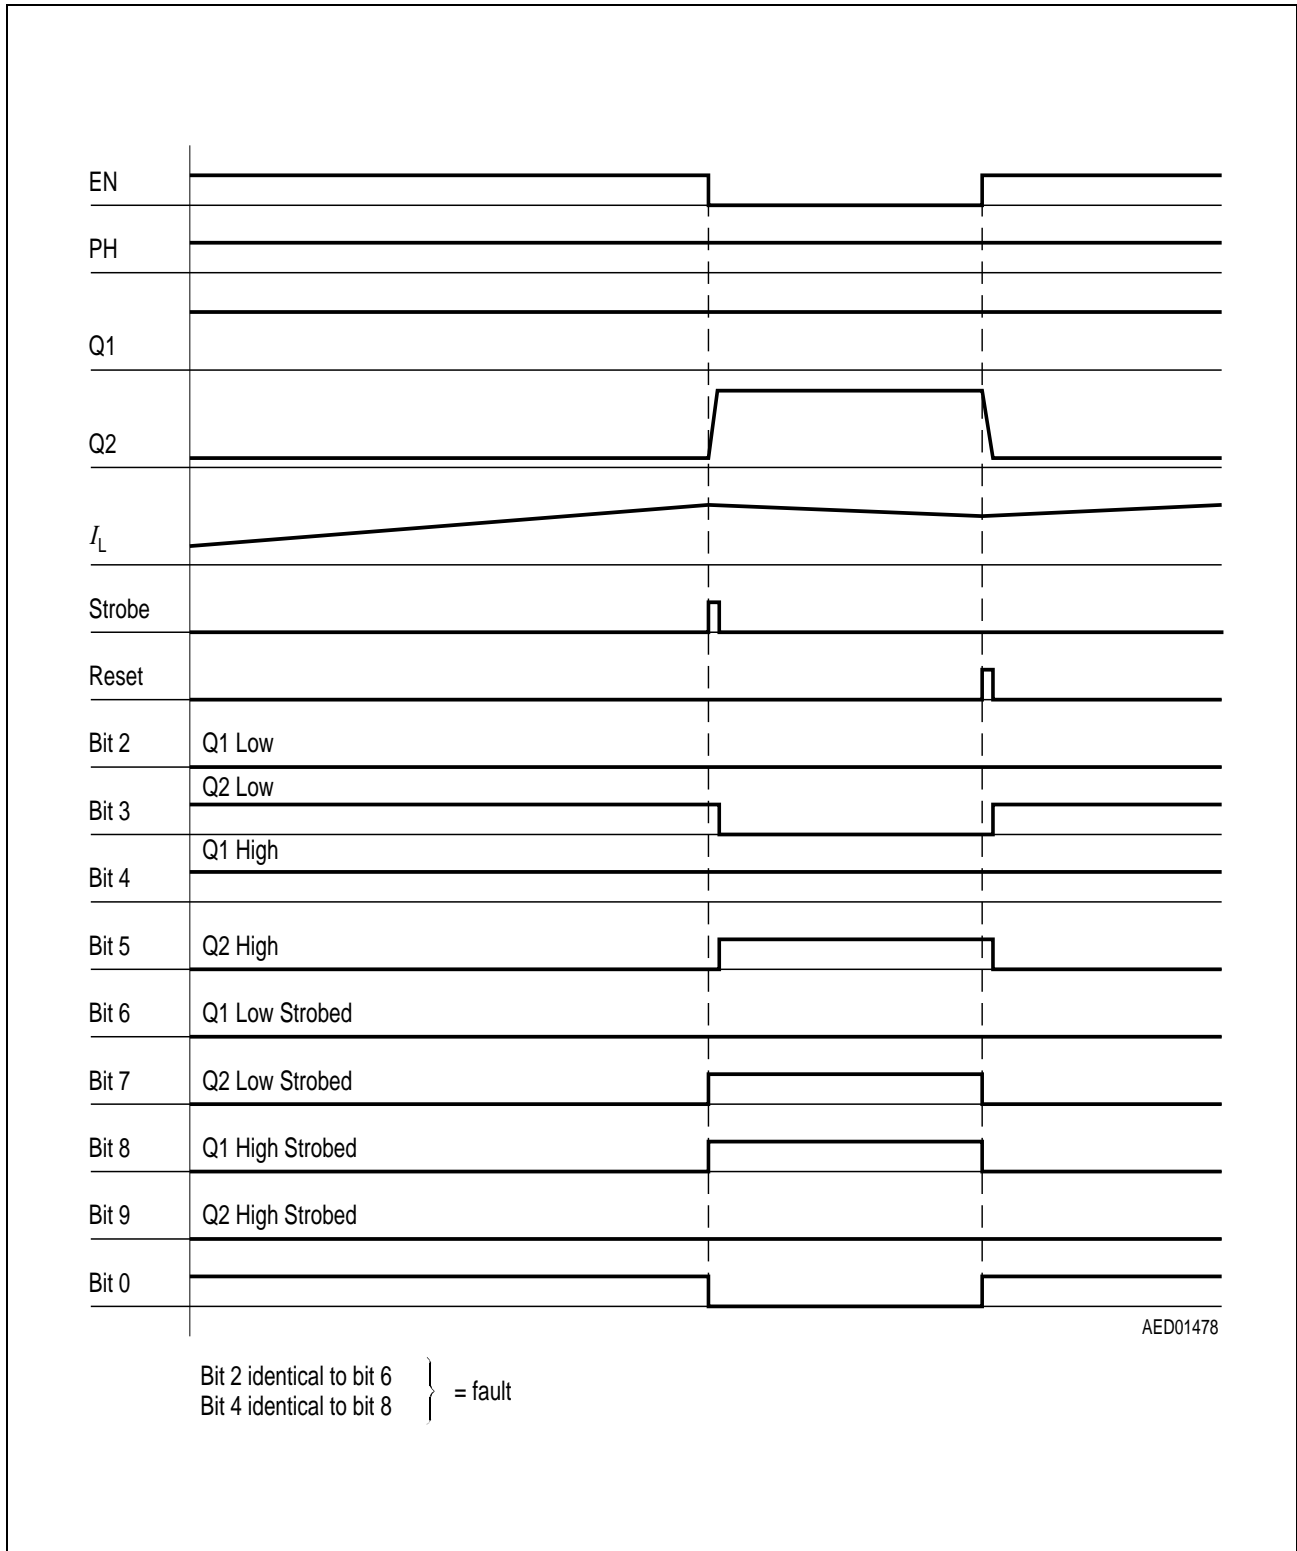 EN
PH
Q1
Q2
IL
Strobe
Reset
Bit 2 Q1 Low
Q2 Low
Bit 3
Q1 High
Bit 4
Bit 5 Q2 High
Bit 6 Q1 Low Strobed
Bit 7 Q2 Low Strobed
Bit 8 Q1 High Strobed
Bit 9 Q2 High Strobed
Bit 0
AED01478
Bit 2 identical to bit 6
Bit 4 identical to bit 8
= fault